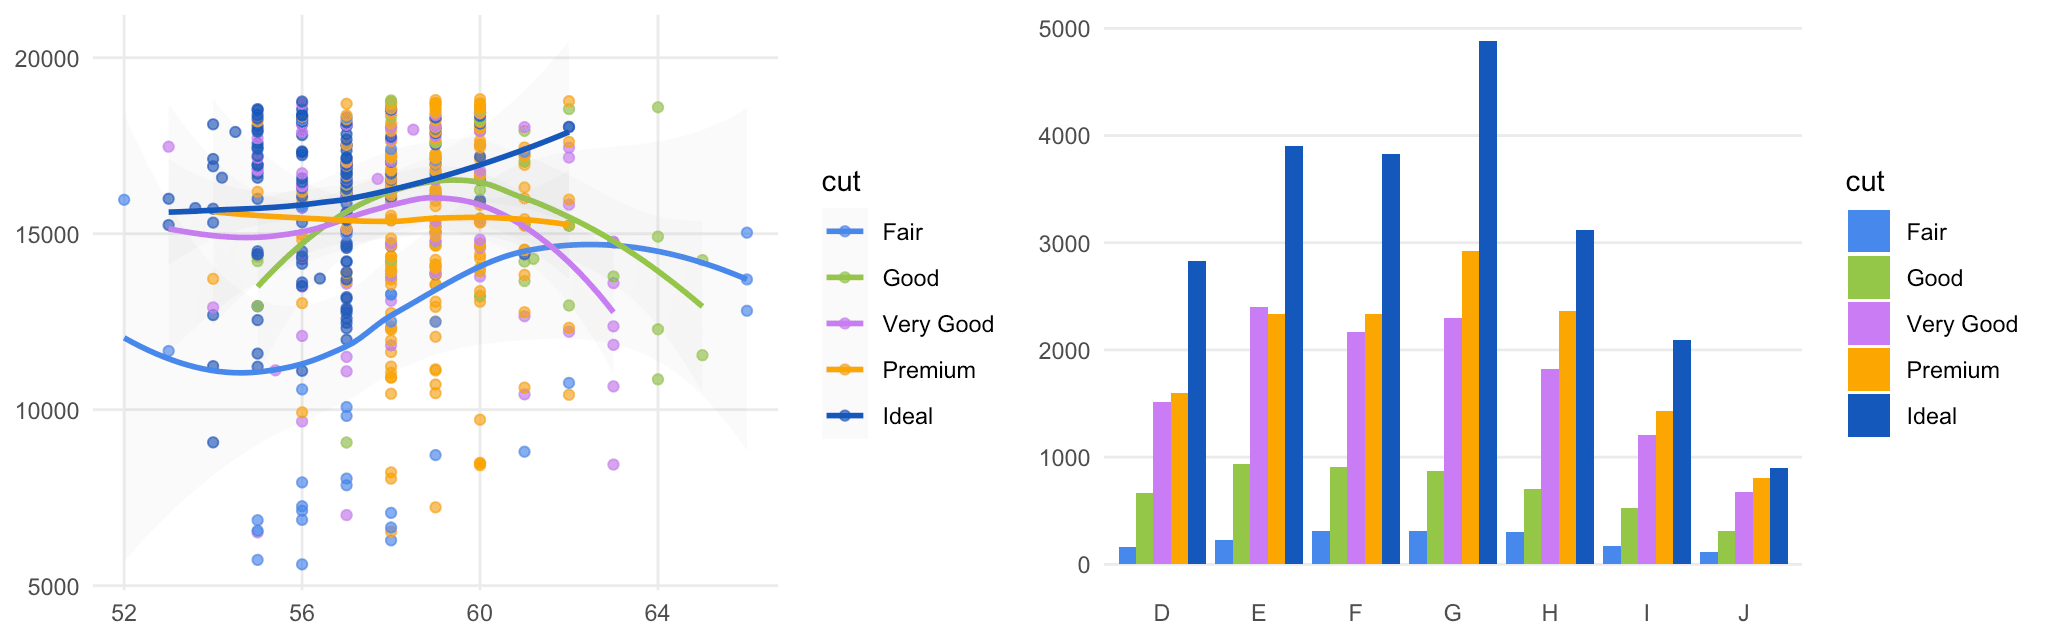 20000
15000
10000
5000
52 56 60 64
cut
Fair
Good
Very Good
Premium
Ideal
5000
4000
3000
2000
1000
0
D E F G H I J
cut
Fair
Good
Very Good
Premium
Ideal